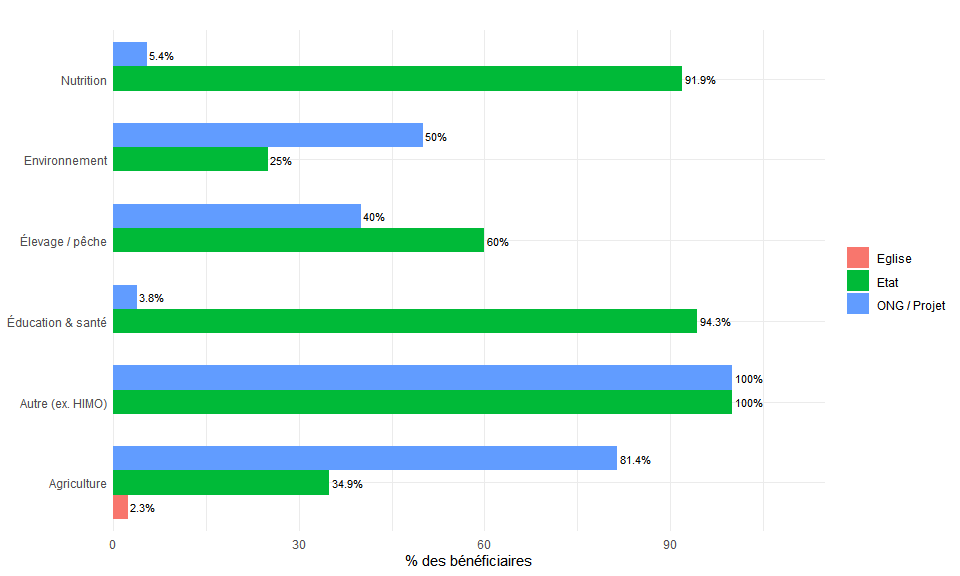 5.4%
Nutrition
91.9%
50%
Environnement
25%
40%
Élevage / pêche
60%
3.8%
Éducation & santé
94.3%
100%
Autre (ex. HIMO)
100%
81.4%
Agriculture
34.9%
2.3%
0 30 60 90
% des bénéficiaires
Eglise
Etat
ONG / Projet